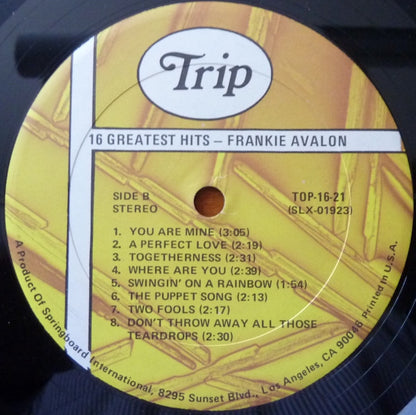 Trip
16 GREATEST HITS – FRANKIE AVALON
SIDE B
STEREO
TOP-16-21
(SLX-01923)
1. YOU ARE MINE (3:05)
2. A PERFECT LOVE (2:19)
3. TOGETHERNESS (2:31)
4. WHERE ARE YOU (2:39)
5. SWINGIN' ON A RAINBOW (1:54)
6. THE PUPPET SONG (2:13)
7. TWO FOOLS (2:17)
8. DON'T THROW AWAY ALL THOSE
TEARDROPS (2:30)
A Product Of Springboard International, 8295 Sunset Blvd., Los Angeles, CA 90046 Printed in U.S.A.